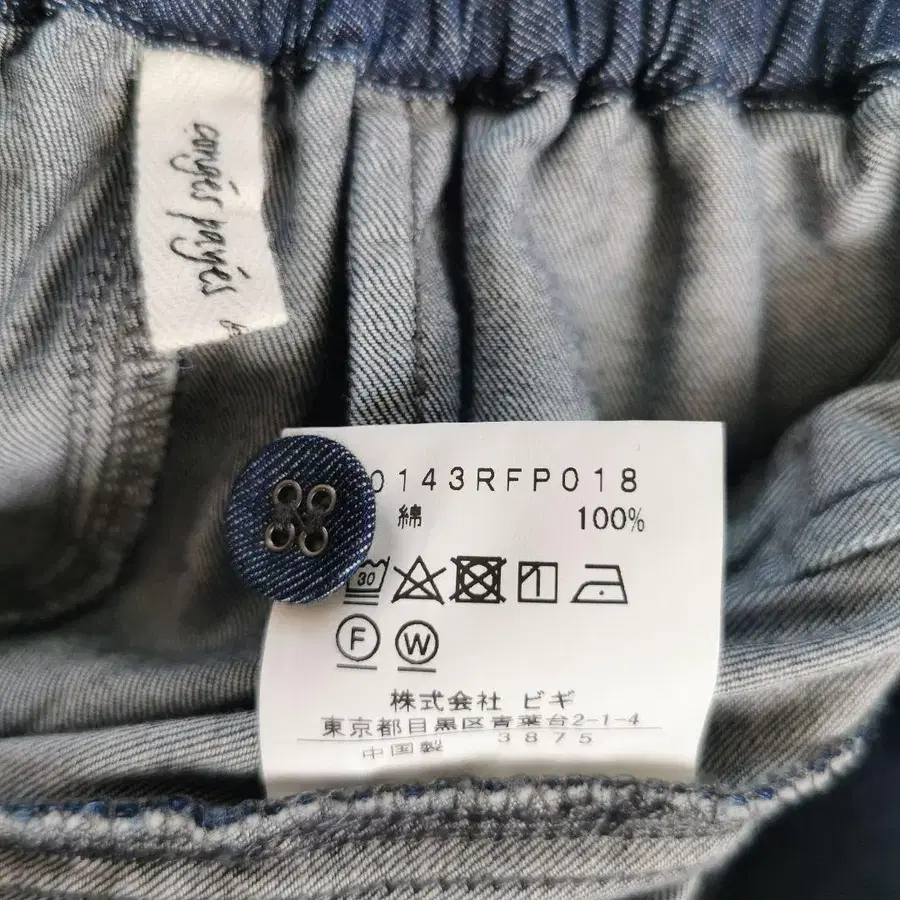 congés payés
0143RFP018
綿 100%
30
F W
株式会社 ビギ
東京都目黒区青葉台2-1-4
中国製 3875